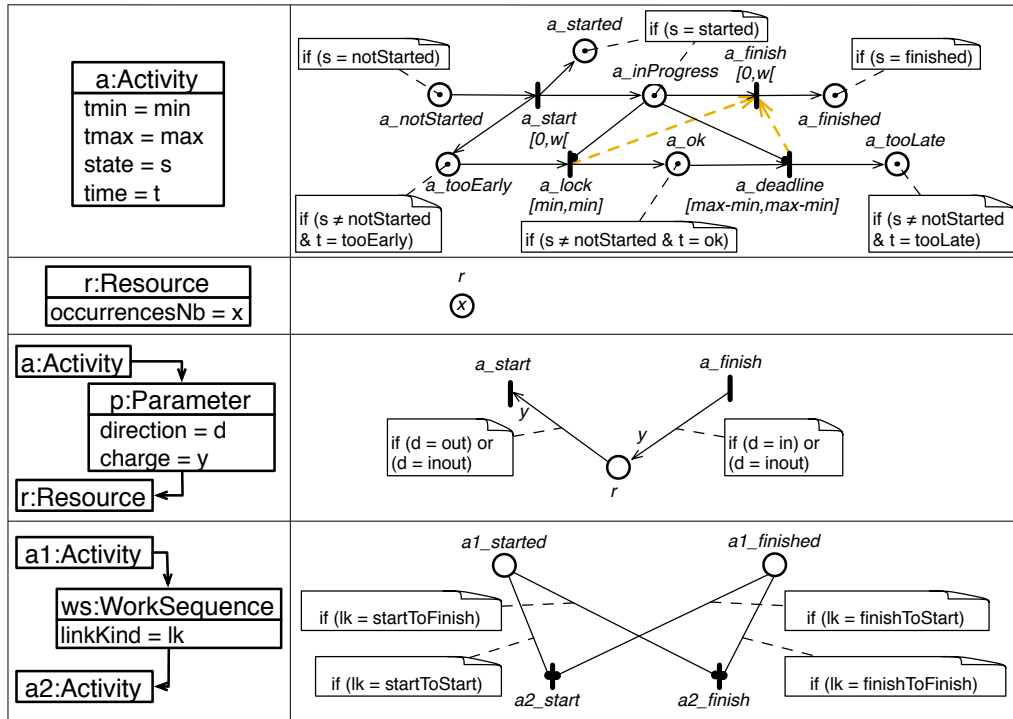 a:Activity
tmin = min
tmax = max
state = s
time = t
a_started
if (s = started)
if (s = notStarted)
a_finish
[0,w[
if (s = finished)
a_inProgress
a_notStarted
a_start
[0,w[
a_finished
a_ok
a_tooLate
a_tooEarly
a_lock
[min,min]
a_deadline
[max-min,max-min]
if (s ≠ notStarted
& t = tooEarly)
if (s ≠ notStarted & t = ok)
if (s ≠ notStarted
& t = tooLate)
r:Resource
occurrencesNb = x
r
x
a:Activity
p:Parameter
direction = d
charge = y
r:Resource
a_start
a_finish
y
y
if (d = out) or
(d = inout)
if (d = in) or
(d = inout)
r
a1:Activity
ws:WorkSequence
linkKind = lk
a2:Activity
a1_started
a1_finished
if (lk = startToFinish)
if (lk = finishToStart)
if (lk = startToStart)
if (lk = finishToFinish)
a2_start
a2_finish